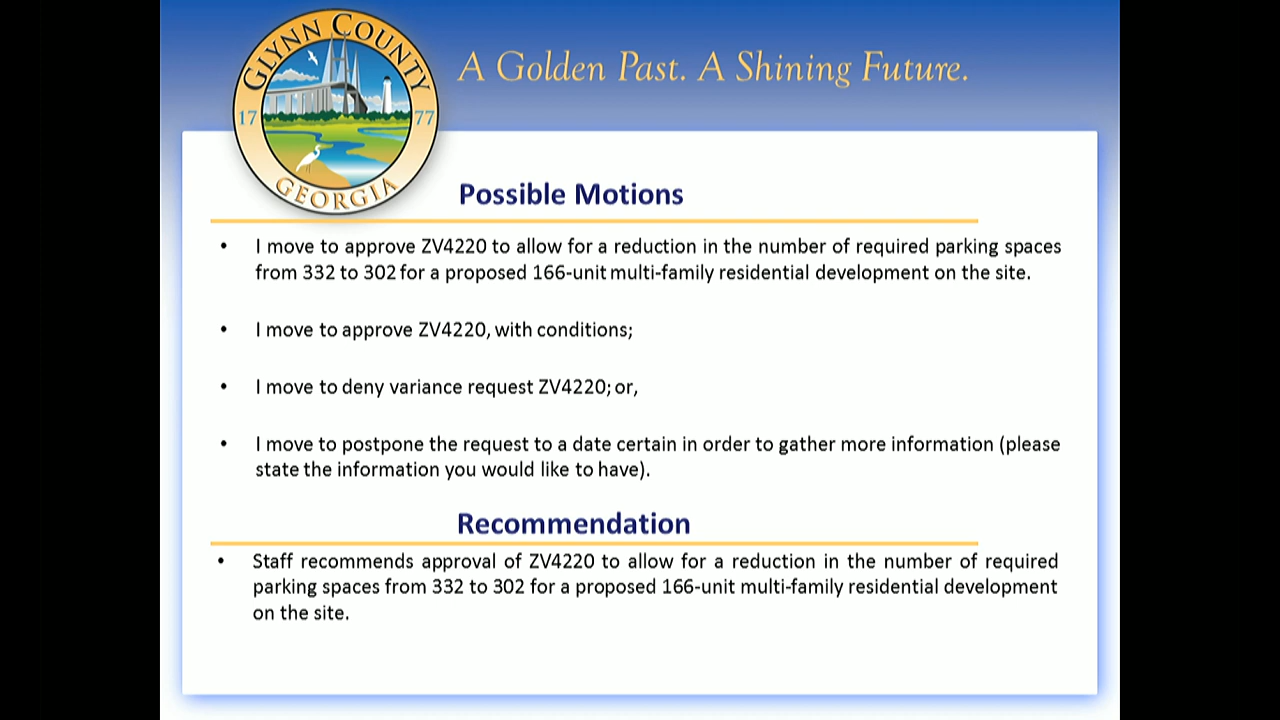 GLYNN COUNTY
17 77
GEORGIA
A Golden Past. A Shining Future.
Possible Motions
• I move to approve ZV4220 to allow for a reduction in the number of required parking spaces
from 332 to 302 for a proposed 166-unit multi-family residential development on the site.
• I move to approve ZV4220, with conditions;
• I move to deny variance request ZV4220; or,
• I move to postpone the request to a date certain in order to gather more information (please
state the information you would like to have).
Recommendation
• Staff recommends approval of ZV4220 to allow for a reduction in the number of required
parking spaces from 332 to 302 for a proposed 166-unit multi-family residential development
on the site.